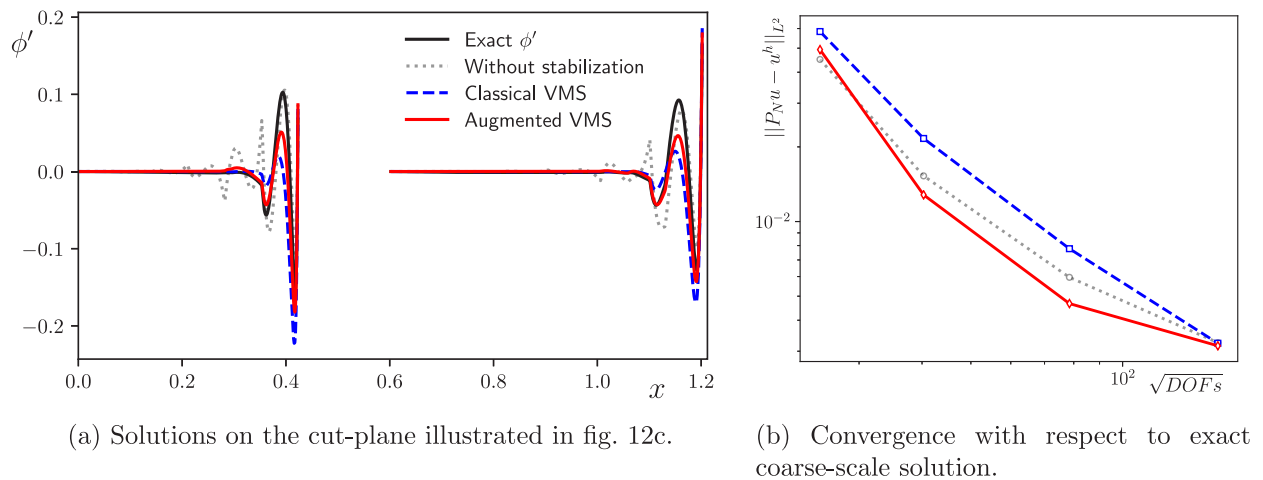 0.2
0.1
0.0
−0.1
−0.2
ϕ′
Exact ϕ′
Without stabilization
Classical VMS
Augmented VMS
0.0 0.2 0.4 0.6 0.8 1.0 1.2
x
(a) Solutions on the cut-plane illustrated in fig. 12c.
||P_N u − u^h||_{L^2}
10^{−2}
10^2 √DOFs
(b) Convergence with respect to exact
coarse-scale solution.